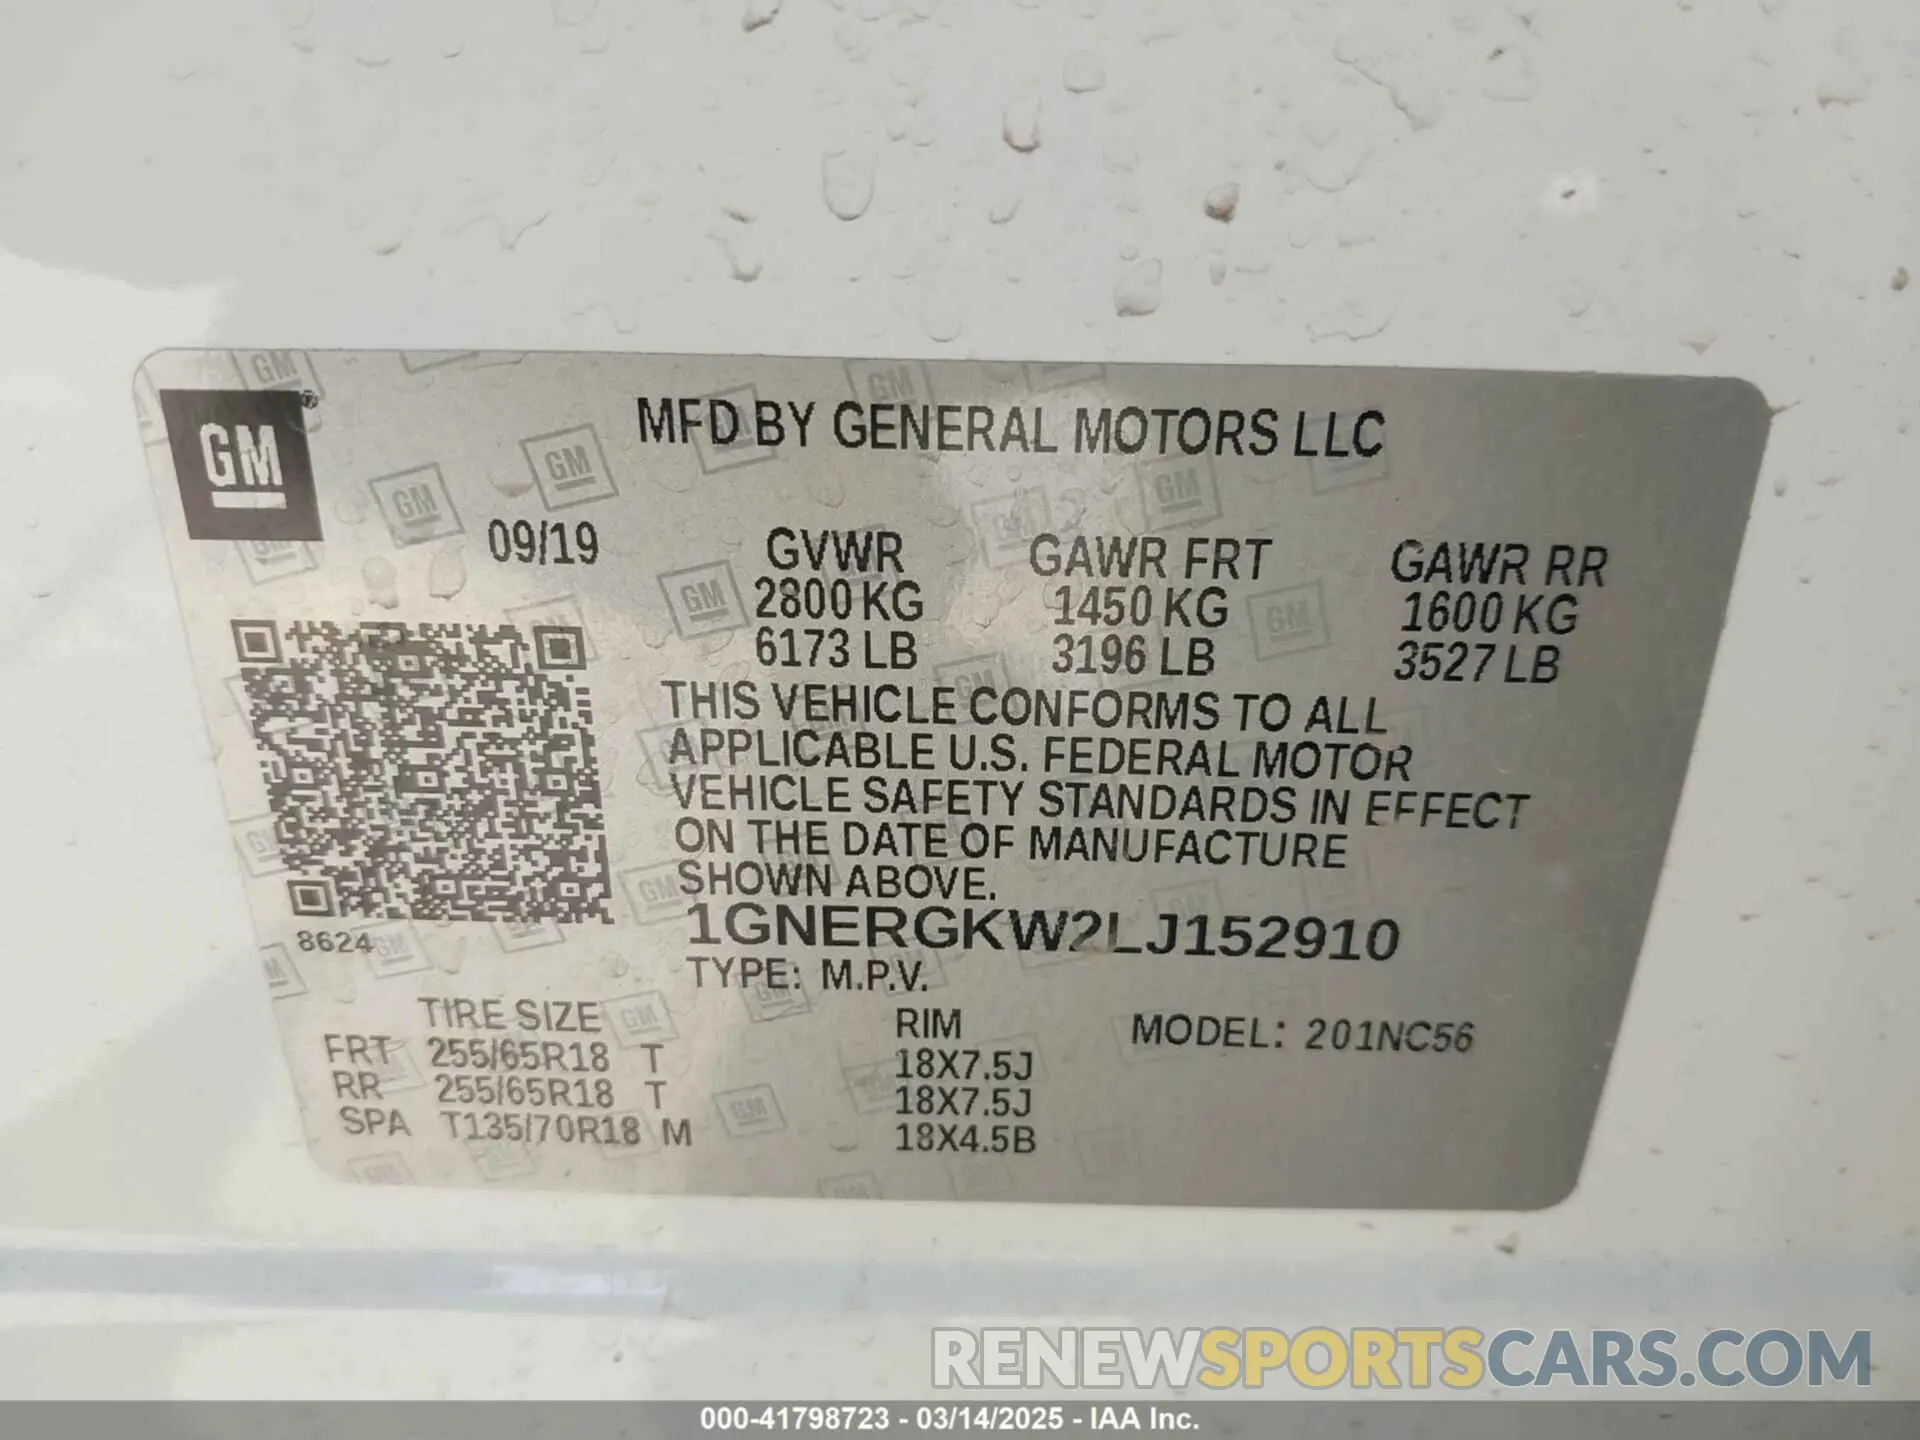 GM
MFD BY GENERAL MOTORS LLC
09/19 GVWR GAWR FRT GAWR RR
2800 KG 1450 KG 1600 KG
6173 LB 3196 LB 3527 LB
THIS VEHICLE CONFORMS TO ALL
APPLICABLE U.S. FEDERAL MOTOR
VEHICLE SAFETY STANDARDS IN EFFECT
ON THE DATE OF MANUFACTURE
SHOWN ABOVE.
1GNERGKW2LJ152910
8624
TYPE: M.P.V.
TIRE SIZE RIM MODEL: 201NC56
FRT 255/65R18 T 18X7.5J
RR 255/65R18 T 18X7.5J
SPA T135/70R18 M 18X4.5B
RENEWSPORTSCARS.COM
000-41798723 - 03/14/2025 - IAA Inc.